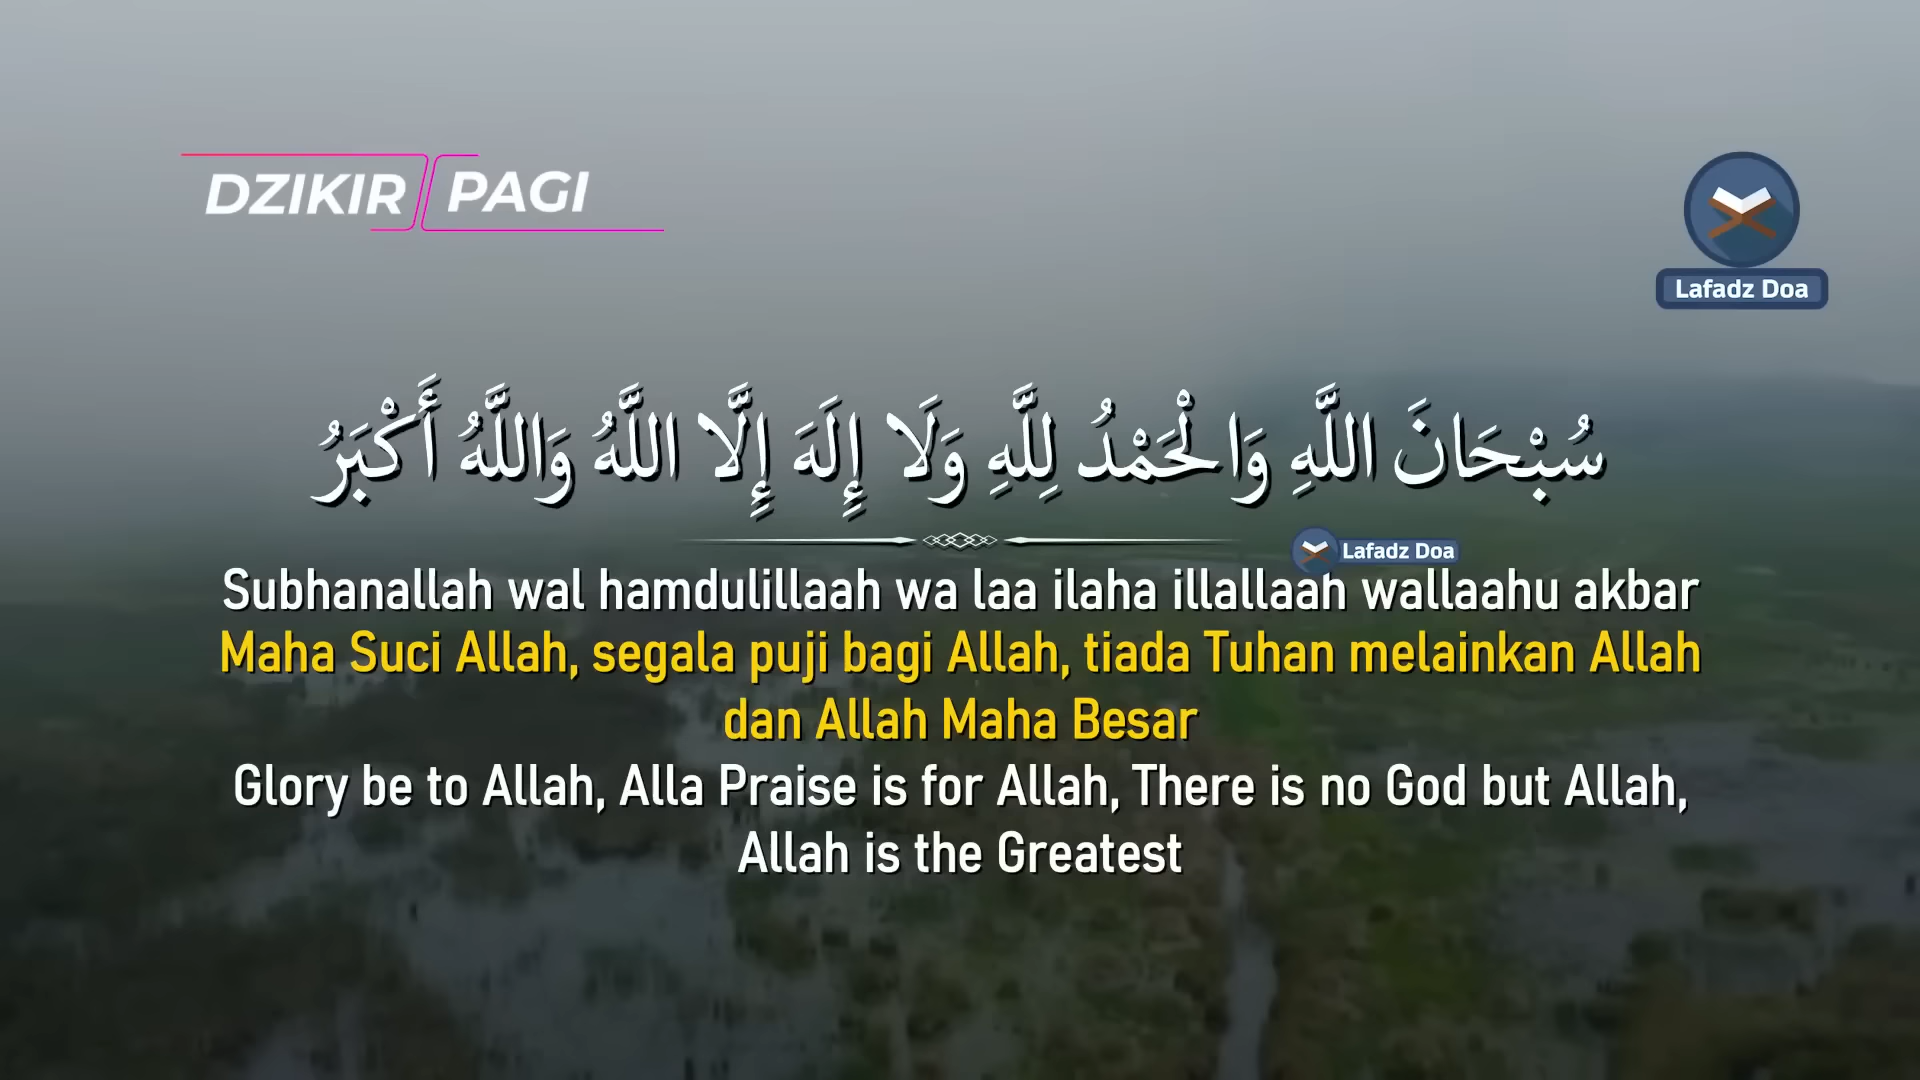 DZIKIR PAGI
Lafadz Doa
سُبْحَانَ اللَّهِ وَالْحَمْدُ لِلَّهِ وَلَا إِلَهَ إِلَّا اللَّهُ وَاللَّهُ أَكْبَرُ
Lafadz Doa
Subhanallah wal hamdulillaah wa laa ilaha illallaah wallaahu akbar
Maha Suci Allah, segala puji bagi Allah, tiada Tuhan melainkan Allah
dan Allah Maha Besar
Glory be to Allah, Alla Praise is for Allah, There is no God but Allah,
Allah is the Greatest